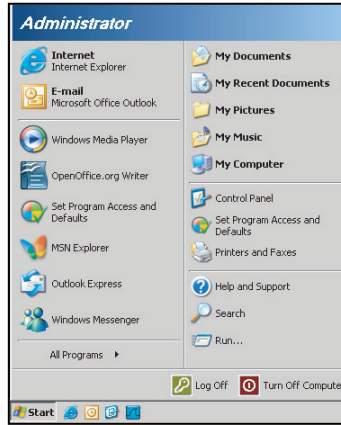 Administrator
Internet
Internet Explorer
E-mail
Microsoft Office Outlook
Windows Media Player
OpenOffice.org Writer
Set Program Access and
Defaults
MSN Explorer
Outlook Express
Windows Messenger
All Programs
My Documents
My Recent Documents
My Pictures
My Music
My Computer
Control Panel
Set Program Access and
Defaults
Printers and Faxes
Help and Support
Search
Run...
Log Off
Turn Off Compute
Start